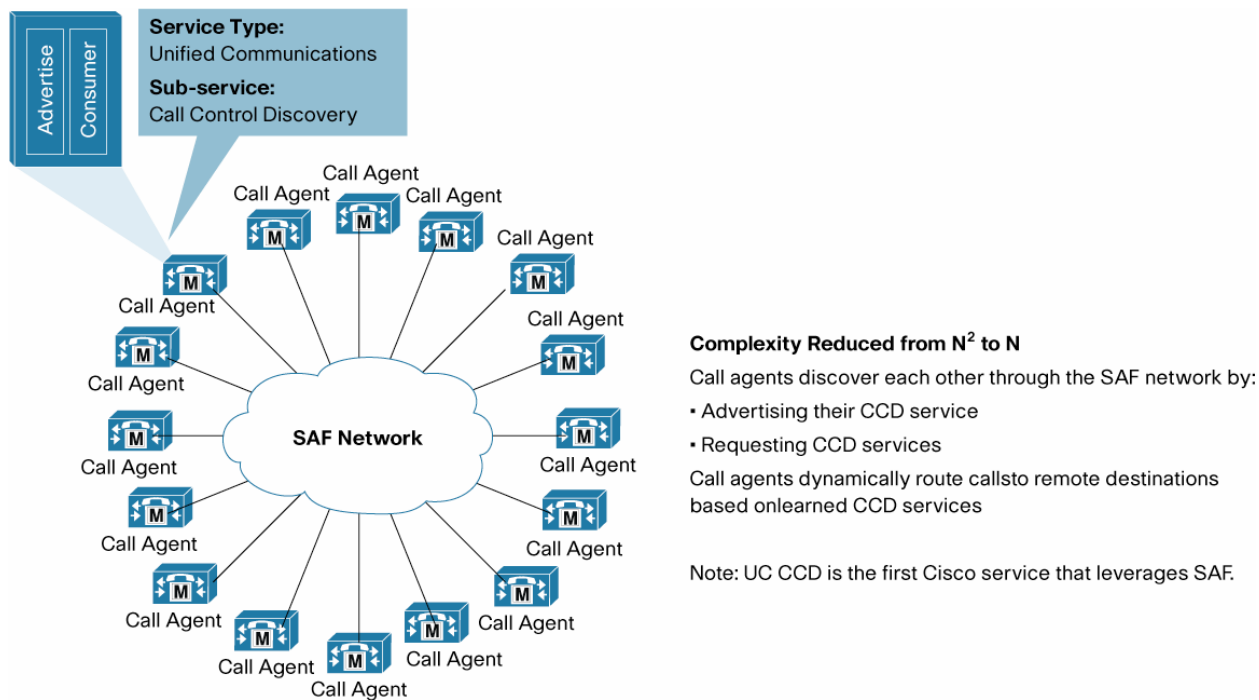 Advertise
Consumer
Service Type:
Unified Communications
Sub-service:
Call Control Discovery
Call Agent
M
Call Agent
M
Call Agent
M
Call Agent
M
Call Agent
M
Call Agent
M
Call Agent
M
Call Agent
M
Call Agent
M
Call Agent
M
Call Agent
M
Call Agent
M
Call Agent
M
Call Agent
M
Call Agent
M
Call Agent
M
SAF Network
Complexity Reduced from N² to N
Call agents discover each other through the SAF network by:
▪ Advertising their CCD service
▪ Requesting CCD services
Call agents dynamically route callsto remote destinations
based onlearned CCD services
Note: UC CCD is the first Cisco service that leverages SAF.